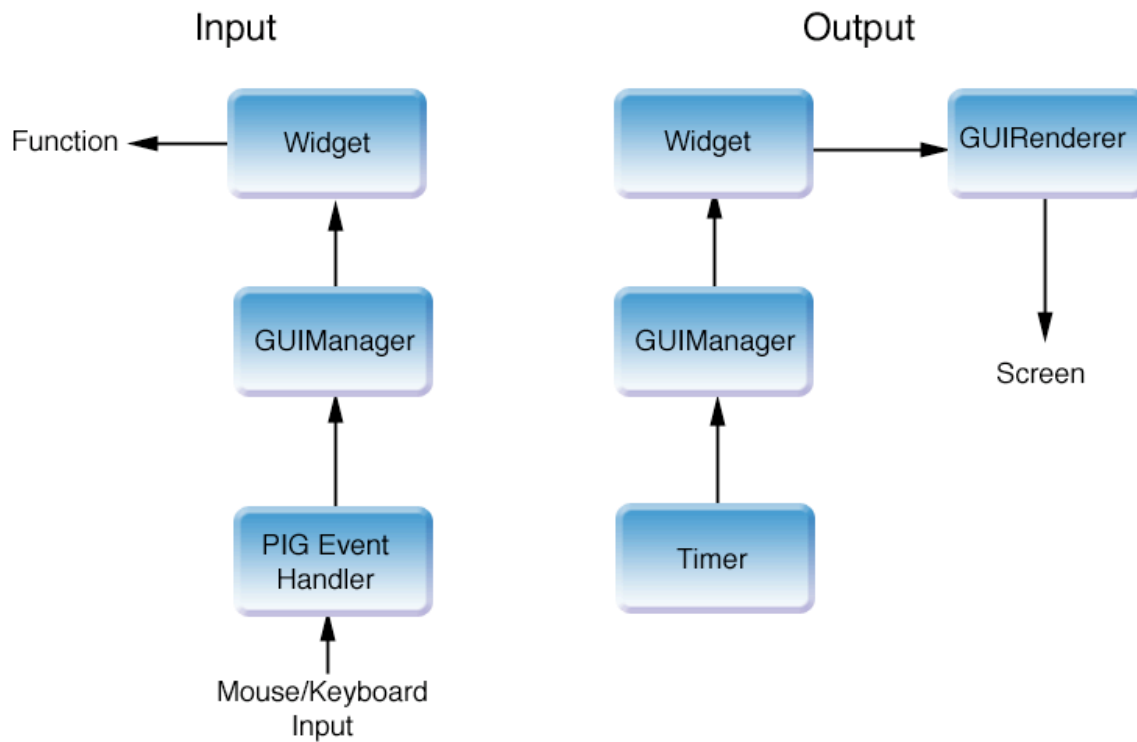 Input
Function
Widget
GUIManager
PIG Event
Handler
Mouse/Keyboard
Input
Output
Widget
GUIRenderer
GUIManager
Screen
Timer